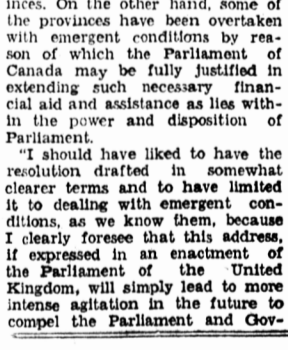 inces. On the other hand, some of
the provinces have been overtaken
with emergent conditions by rea-
son of which the Parliament of
Canada may be fully justified in
extending such necessary finan-
cial aid and assistance as lies with-
in the power and disposition of
Parliament.
"I should have liked to have the
resolution drafted in somewhat
clearer terms and to have limited
it to dealing with emergent con-
ditions, as we know them, because
I clearly foresee that this address,
if expressed in an enactment of
the Parliament of the United
Kingdom, will simply lead to more
intense agitation in the future to
compel the Parliament and Gov-